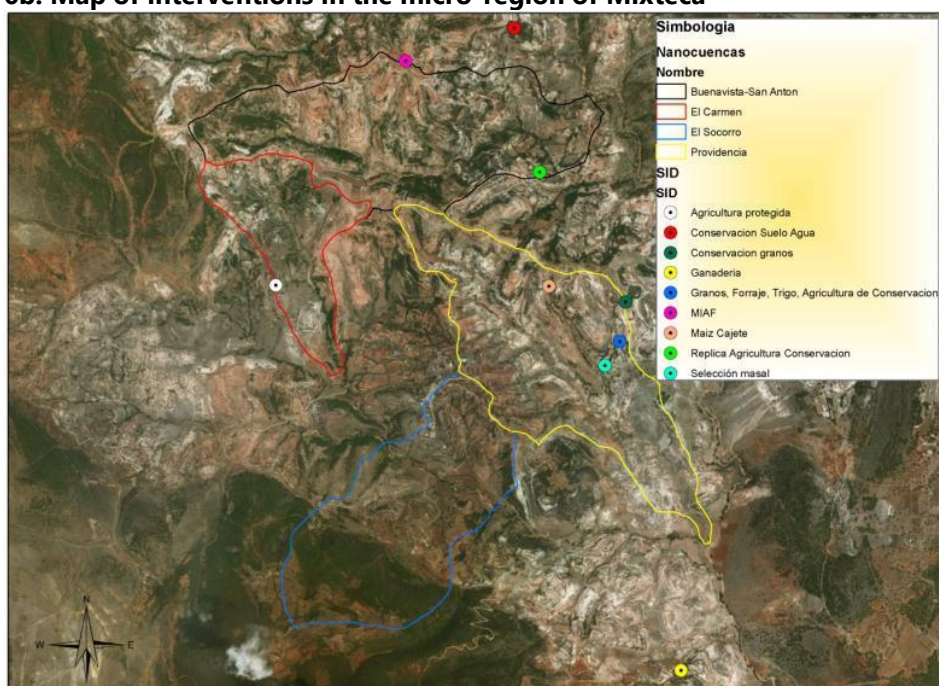 6b. Map of interventions in the micro-region of Mixteca
Simbologia
Nanocuencas
Nombre
Buenavista-San Anton
El Carmen
El Socorro
Providencia
SID
SID
Agricultura protegida
Conservacion Suelo Agua
Conservacion granos
Ganaderia
Granos, Forraje, Trigo, Agricultura de Conservacion
MIAF
Maiz Cajete
Replica Agricultura Conservacion
Selección masal
N
W E
S